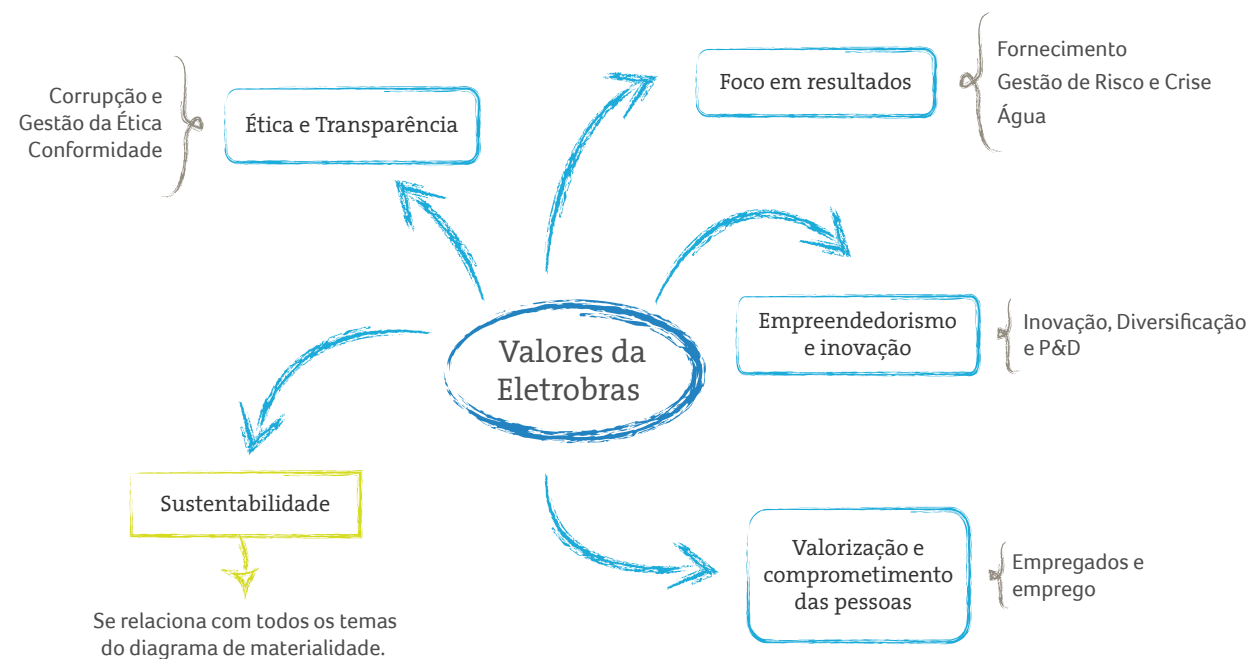 Corrupção e
Gestão da Ética
Conformidade
Ética e Transparência
Foco em resultados
Fornecimento
Gestão de Risco e Crise
Água
Valores da
Eletrobras
Empreendedorismo
e inovação
Inovação, Diversificação
e P&D
Sustentabilidade
Se relaciona com todos os temas
do diagrama de materialidade.
Valorização e
comprometimento
das pessoas
Empregados e
emprego